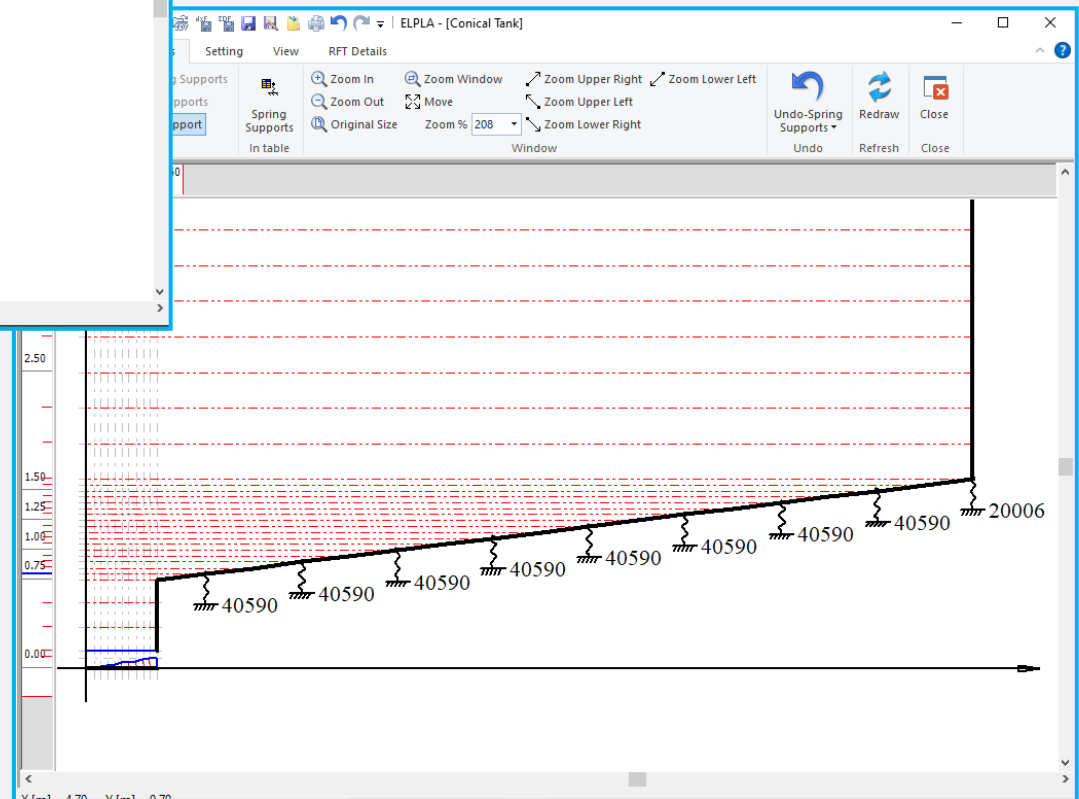 ELPLA - [Conical Tank]
Setting View RFT Details
Supports Zoom In Zoom Window Zoom Upper Right Zoom Lower Left
Zoom Out Move Zoom Upper Left
Original Size Zoom % 208 Zoom Lower Right
Spring
Supports
Undo-Spring
Supports
Redraw
Close
In table Window Undo Refresh Close
2.50
1.50
1.25
1.00
0.75
0.00
20006
40590
40590
40590
40590
40590
40590
40590
40590